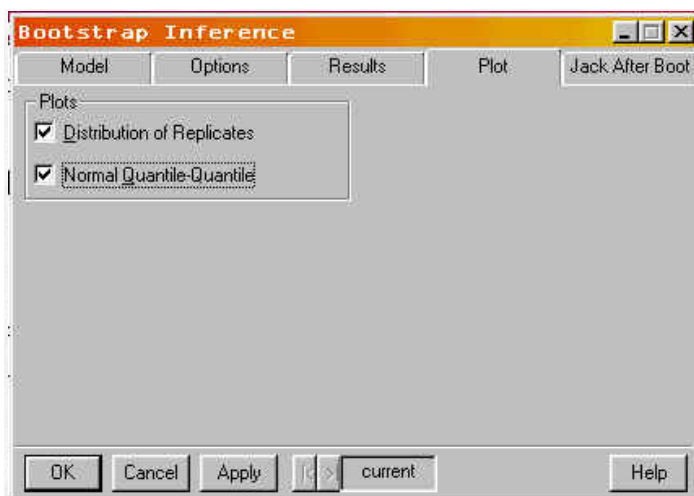 Bootstrap Inference
Model Options Results Plot Jack After Boot
Plots
Distribution of Replicates
Normal Quantile-Quantile
OK Cancel Apply current Help